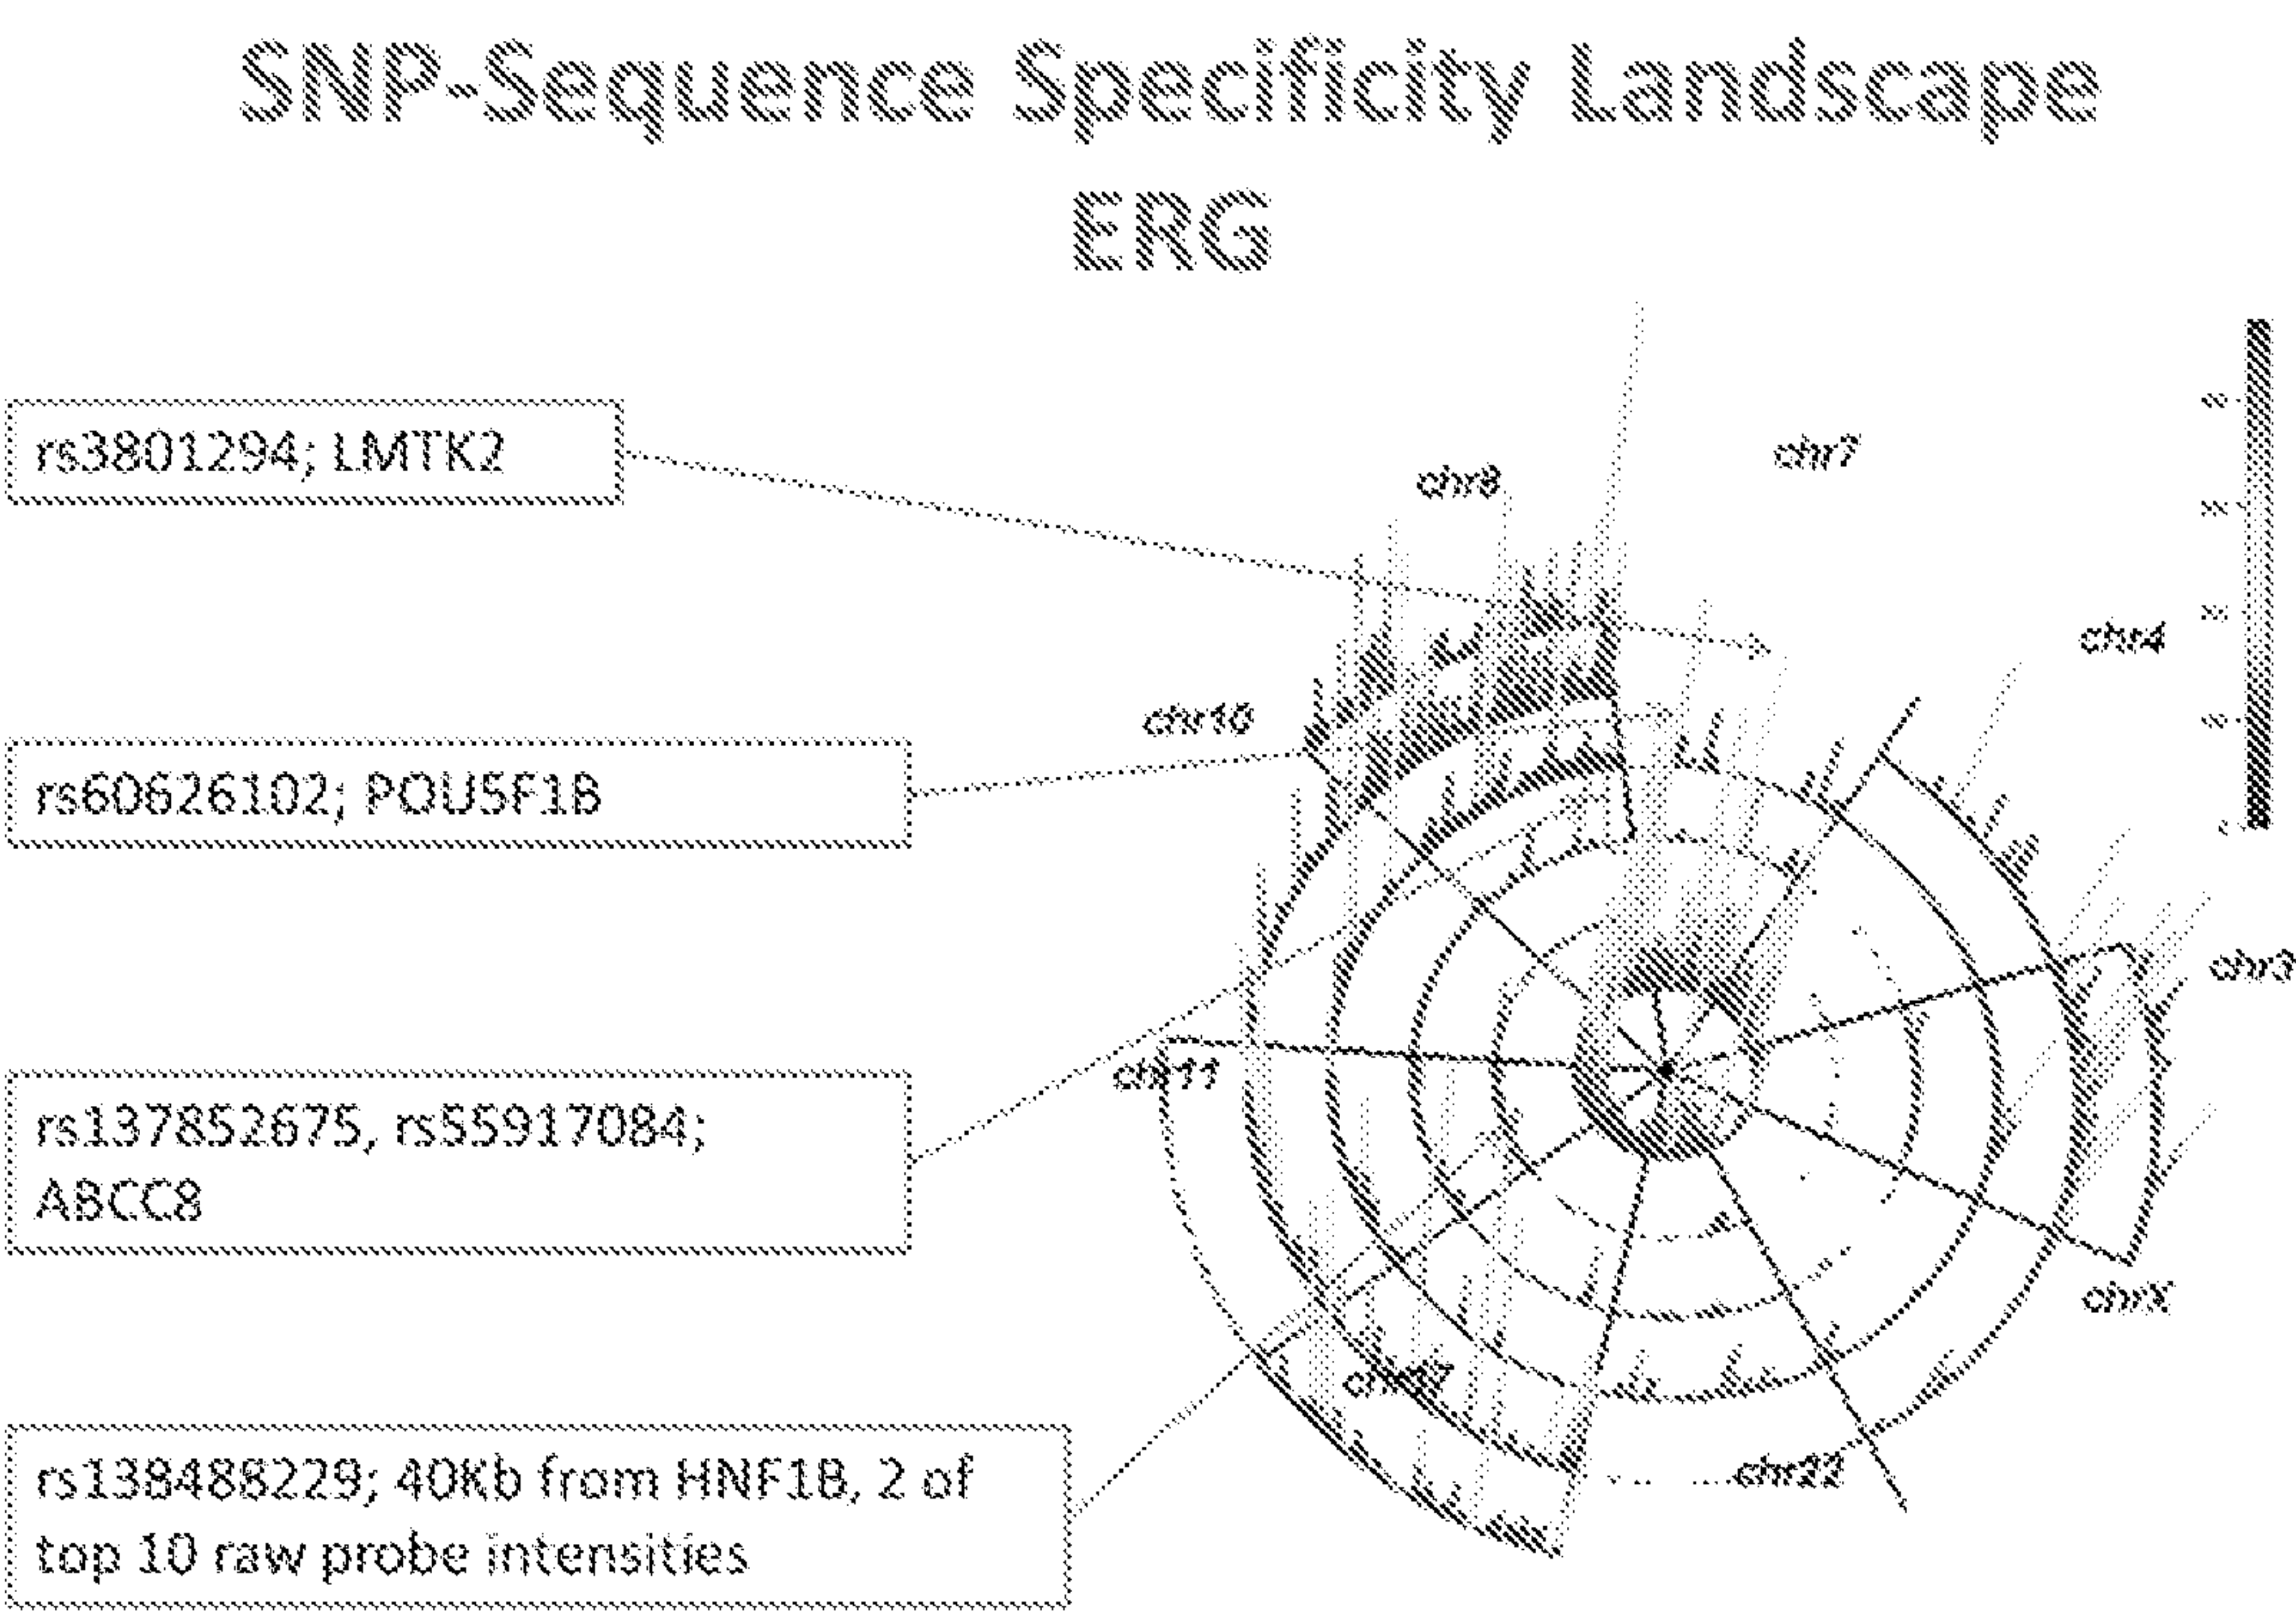 SNP-Sequence Specificity Landscape
ERG
rs3801294; LMTK2
rs60626102; POU5F1B
rs137852675, rs55917084;
ABCC8
rs138488229; 40Kb from HNF1B, 2 of
top 10 raw probe intensities
chr8
chr7
chr4
chr10
chr3
chr11
chrX
chr17
chr22